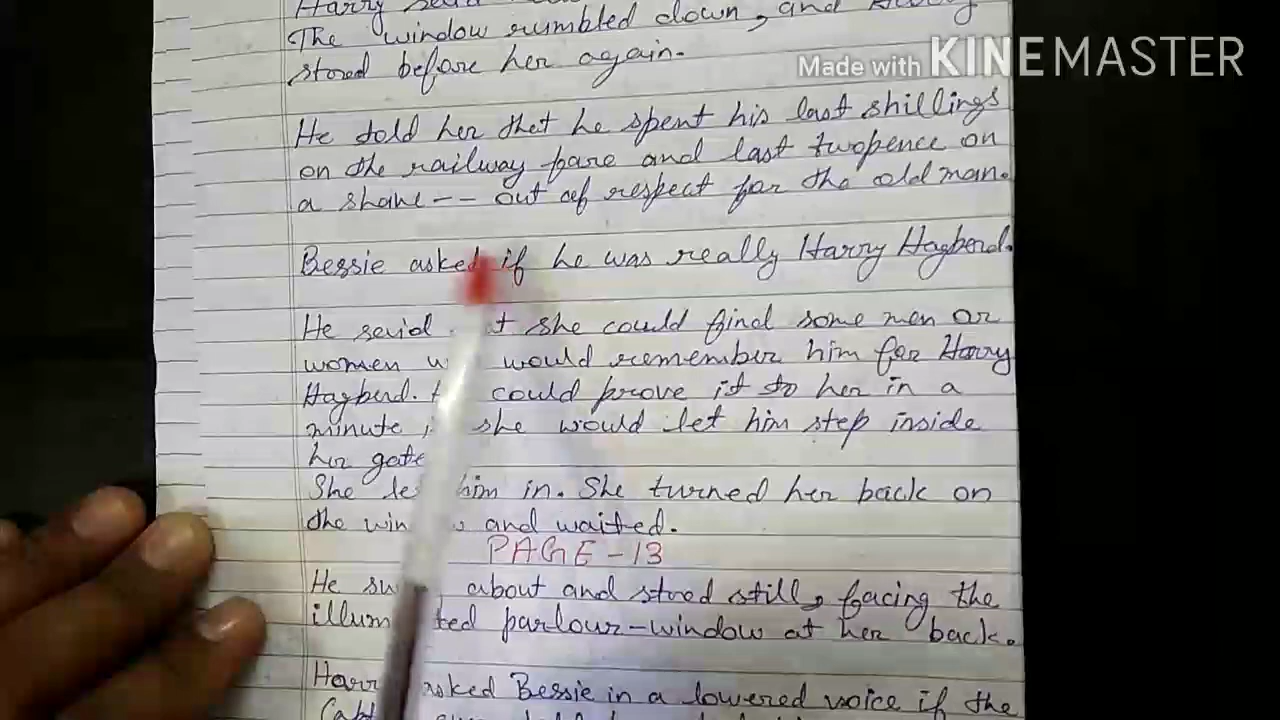 Harry
The window rumbled down, and
stood before her again.
Made with KINEMASTER
He told her that he spent his last shillings
on the railway fare and last twopence on
a shave -- out of respect for the old man.
Bessie asked if he was really Harry Hagberd.
He said t she could find some men or
women w would remember him for Harry
Hagberd. could prove it to her in a
minute she would let him step inside
her gate
She le him in. She turned her back on
the win and waited.
PAGE-13
He about and stood still, facing the
illum ted parlour-window at her back.
asked Bessie in a lowered voice if the